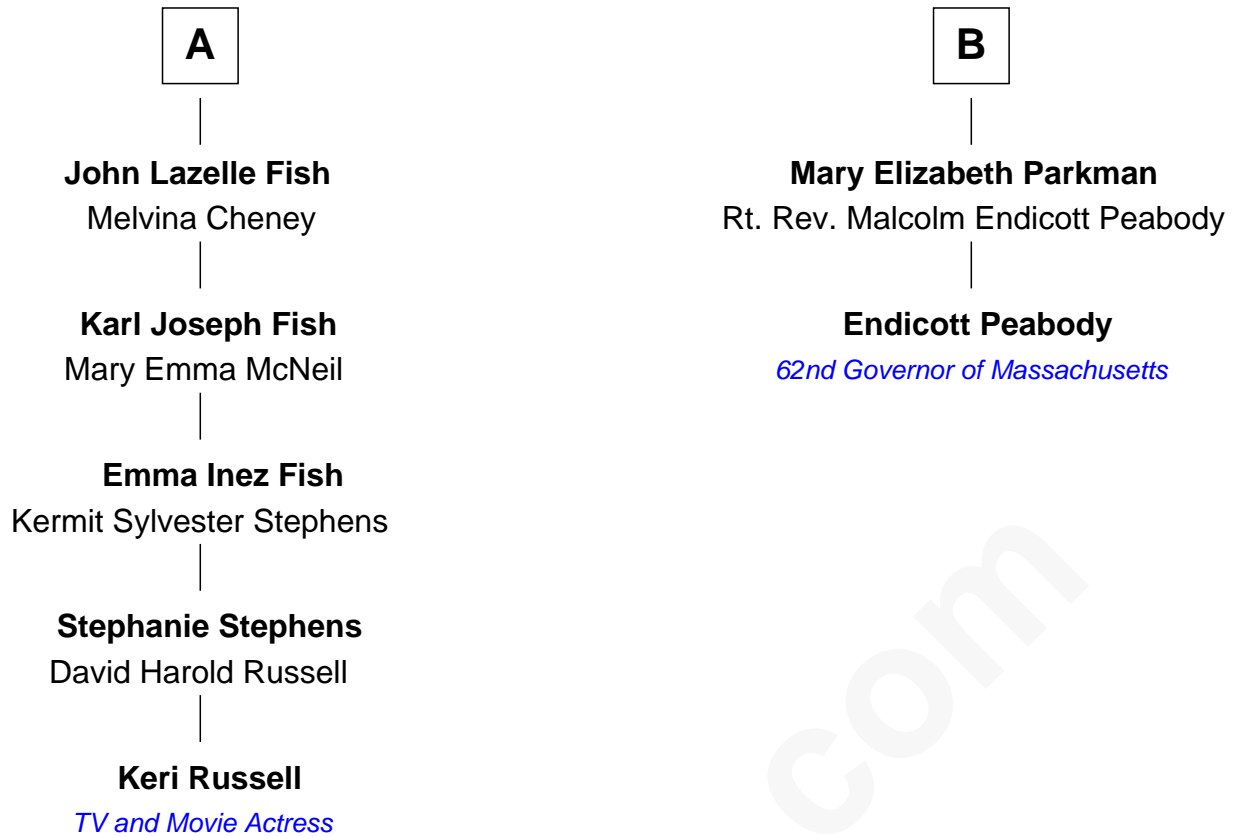 A
John Lazelle Fish
Melvina Cheney
Karl Joseph Fish
Mary Emma McNeil
Emma Inez Fish
Kermit Sylvester Stephens
Stephanie Stephens
David Harold Russell
Keri Russell
TV and Movie Actress
B
Mary Elizabeth Parkman
Rt. Rev. Malcolm Endicott Peabody
Endicott Peabody
62nd Governor of Massachusetts
com